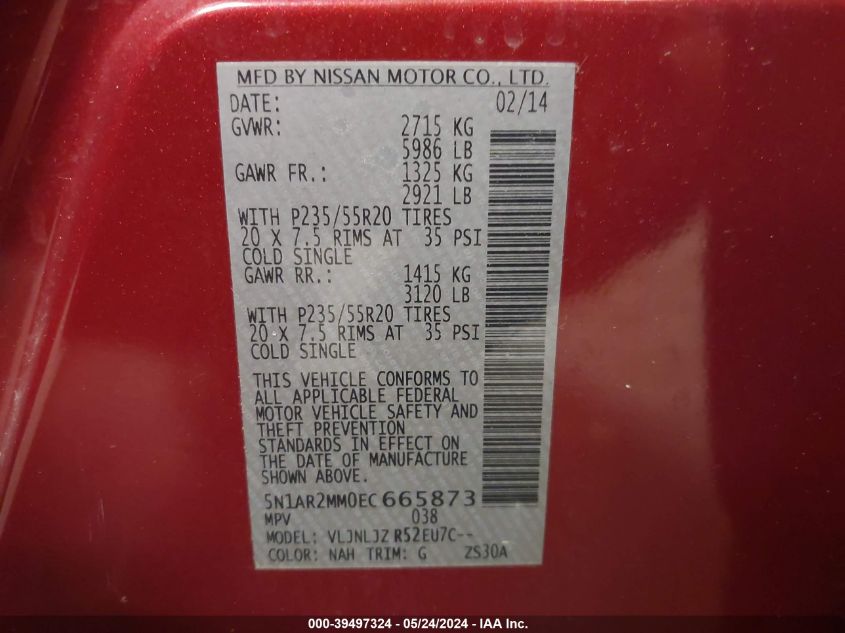 MFD BY NISSAN MOTOR CO., LTD.
DATE: 02/14
GVWR: 2715 KG
5986 LB
GAWR FR.: 1325 KG
2921 LB
WITH P235/55R20 TIRES
20 X 7.5 RIMS AT 35 PSI
COLD SINGLE
GAWR RR.: 1415 KG
3120 LB
WITH P235/55R20 TIRES
20 X 7.5 RIMS AT 35 PSI
COLD SINGLE
THIS VEHICLE CONFORMS TO
ALL APPLICABLE FEDERAL
MOTOR VEHICLE SAFETY AND
THEFT PREVENTION
STANDARDS IN EFFECT ON
THE DATE OF MANUFACTURE
SHOWN ABOVE.
5N1AR2MM0EC665873
MPV 038
MODEL: VLJNLJZ R52EU7C--
COLOR: NAH TRIM: G ZS30A
000-39497324 - 05/24/2024 - IAA Inc.